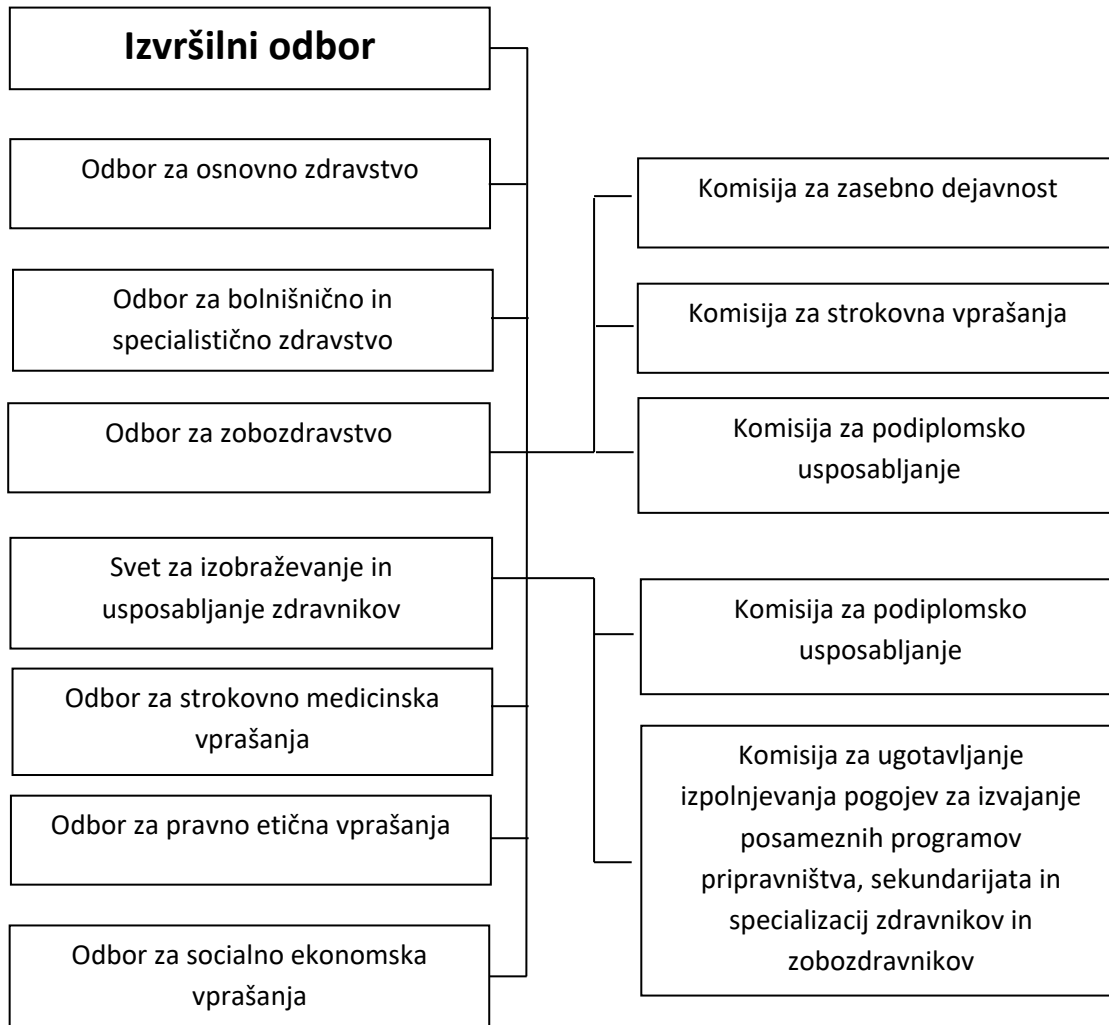 Izvršilni odbor
Odbor za osnovno zdravstvo
Odbor za bolnišnično in
specialistično zdravstvo
Odbor za zobozdravstvo
Svet za izobraževanje in
usposabljanje zdravnikov
Odbor za strokovno medicinska
vprašanja
Odbor za pravno etična vprašanja
Odbor za socialno ekonomska
vprašanja
Komisija za zasebno dejavnost
Komisija za strokovna vprašanja
Komisija za podiplomsko
usposabljanje
Komisija za podiplomsko
usposabljanje
Komisija za ugotavljanje
izpolnjevanja pogojev za izvajanje
posameznih programov
pripravništva, sekundarijata in
specializacij zdravnikov in
zobozdravnikov